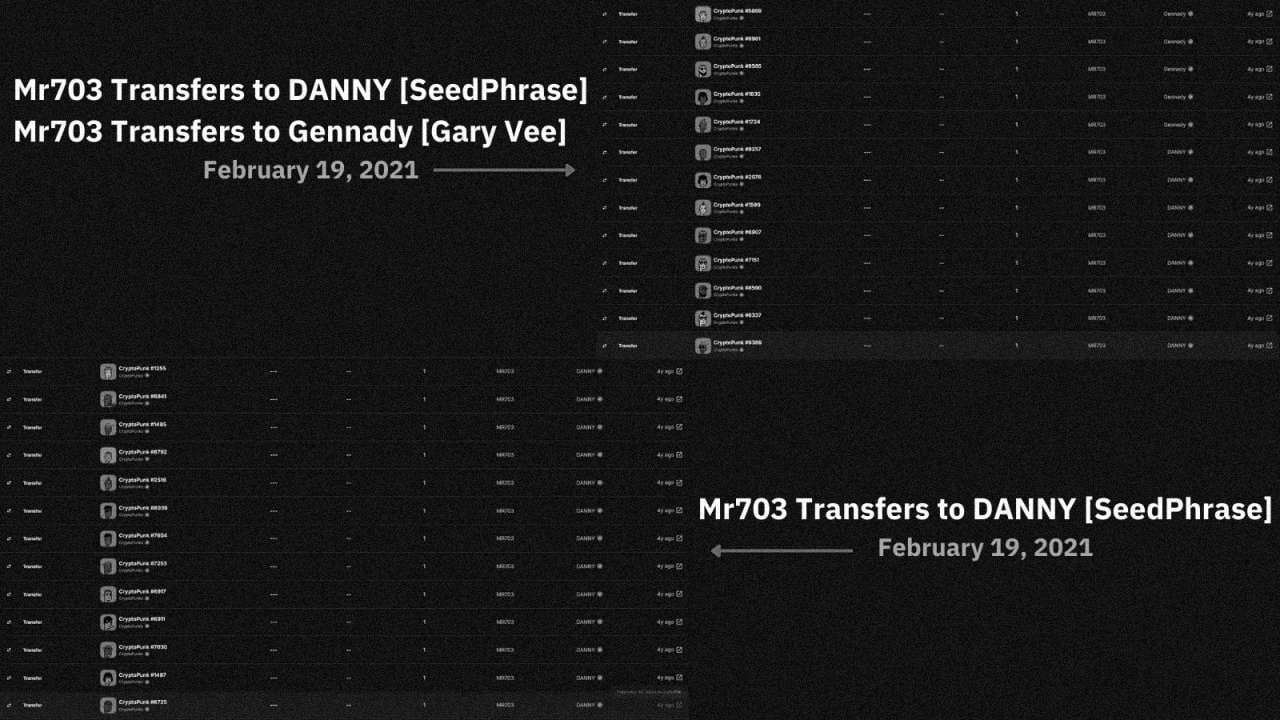 Mr703 Transfers to DANNY [SeedPhrase]
Mr703 Transfers to Gennady [Gary Vee]
February 19, 2021
Transfer CryptoPunk #5669 CryptoPunks --- -- 1 MR703 Gennady 4y ago
Transfer CryptoPunk #6861 CryptoPunks --- -- 1 MR703 Gennady 4y ago
Transfer CryptoPunk #6585 CryptoPunks --- -- 1 MR703 Gennady 4y ago
Transfer CryptoPunk #1035 CryptoPunks --- -- 1 MR703 Gennady 4y ago
Transfer CryptoPunk #1734 CryptoPunks --- -- 1 MR703 Gennady 4y ago
Transfer CryptoPunk #9357 CryptoPunks --- -- 1 MR703 DANNY 4y ago
Transfer CryptoPunk #2078 CryptoPunks --- -- 1 MR703 DANNY 4y ago
Transfer CryptoPunk #1599 CryptoPunks --- -- 1 MR703 DANNY 4y ago
Transfer CryptoPunk #6907 CryptoPunks --- -- 1 MR703 DANNY 4y ago
Transfer CryptoPunk #7151 CryptoPunks --- -- 1 MR703 DANNY 4y ago
Transfer CryptoPunk #8590 CryptoPunks --- -- 1 MR703 DANNY 4y ago
Transfer CryptoPunk #6337 CryptoPunks --- -- 1 MR703 DANNY 4y ago
Transfer CryptoPunk #9388 CryptoPunks --- -- 1 MR703 DANNY 4y ago
Transfer CryptoPunk #1355 CryptoPunks --- -- 1 MR703 DANNY 4y ago
Transfer CryptoPunk #6841 CryptoPunks --- -- 1 MR703 DANNY 4y ago
Transfer CryptoPunk #1485 CryptoPunks --- -- 1 MR703 DANNY 4y ago
Transfer CryptoPunk #6792 CryptoPunks --- -- 1 MR703 DANNY 4y ago
Transfer CryptoPunk #2516 CryptoPunks --- -- 1 MR703 DANNY 4y ago
Transfer CryptoPunk CryptoPunks --- -- 1 MR703 DANNY 4y ago
Transfer CryptoPunk #7604 CryptoPunks --- -- 1 MR703 DANNY 4y ago
Transfer CryptoPunk #7253 CryptoPunks --- -- 1 MR703 DANNY 4y ago
Transfer CryptoPunk #6917 CryptoPunks --- -- 1 MR703 DANNY 4y ago
Transfer CryptoPunk #6911 CryptoPunks --- -- 1 MR703 DANNY 4y ago
Transfer CryptoPunk #7030 CryptoPunks --- -- 1 MR703 DANNY 4y ago
Transfer CryptoPunk #1487 CryptoPunks --- -- 1 MR703 DANNY 4y ago
Transfer CryptoPunk #6725 CryptoPunks --- -- 1 MR703 DANNY 4y ago
Mr703 Transfers to DANNY [SeedPhrase]
February 19, 2021